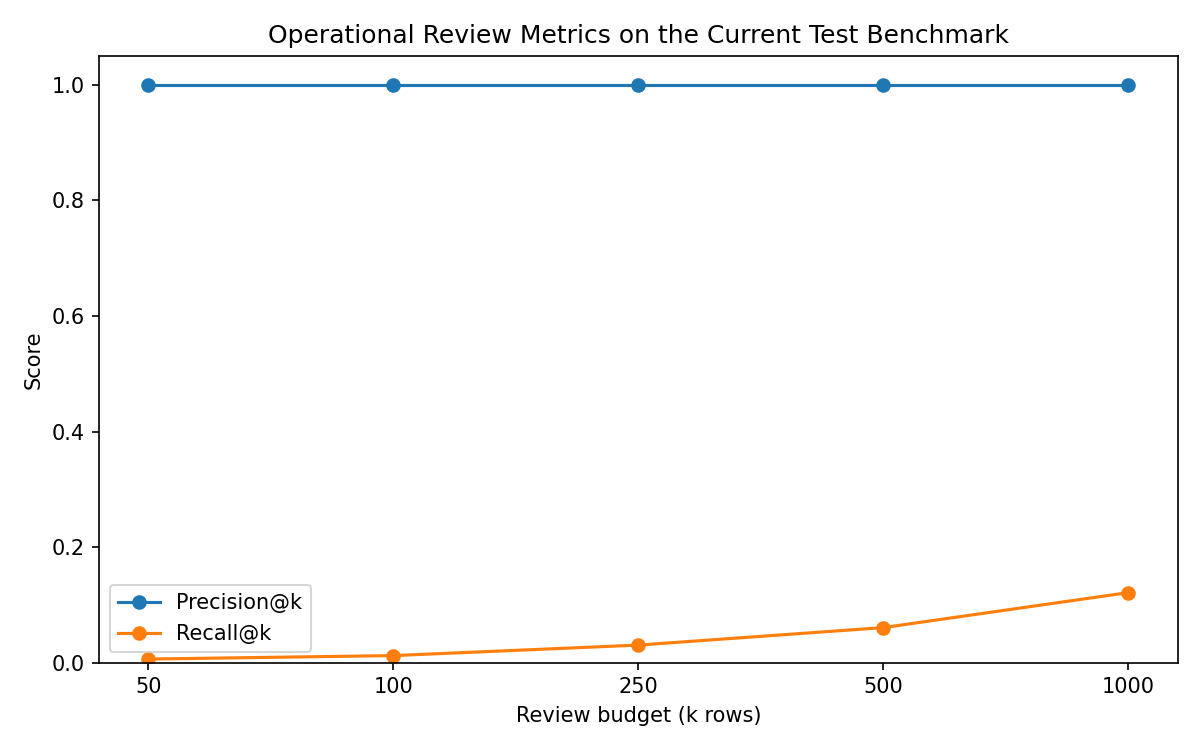 Operational Review Metrics on the Current Test Benchmark
1.0
0.8
0.6
0.4
0.2
0.0
Score
Precision@k
Recall@k
50 100 250 500 1000
Review budget (k rows)